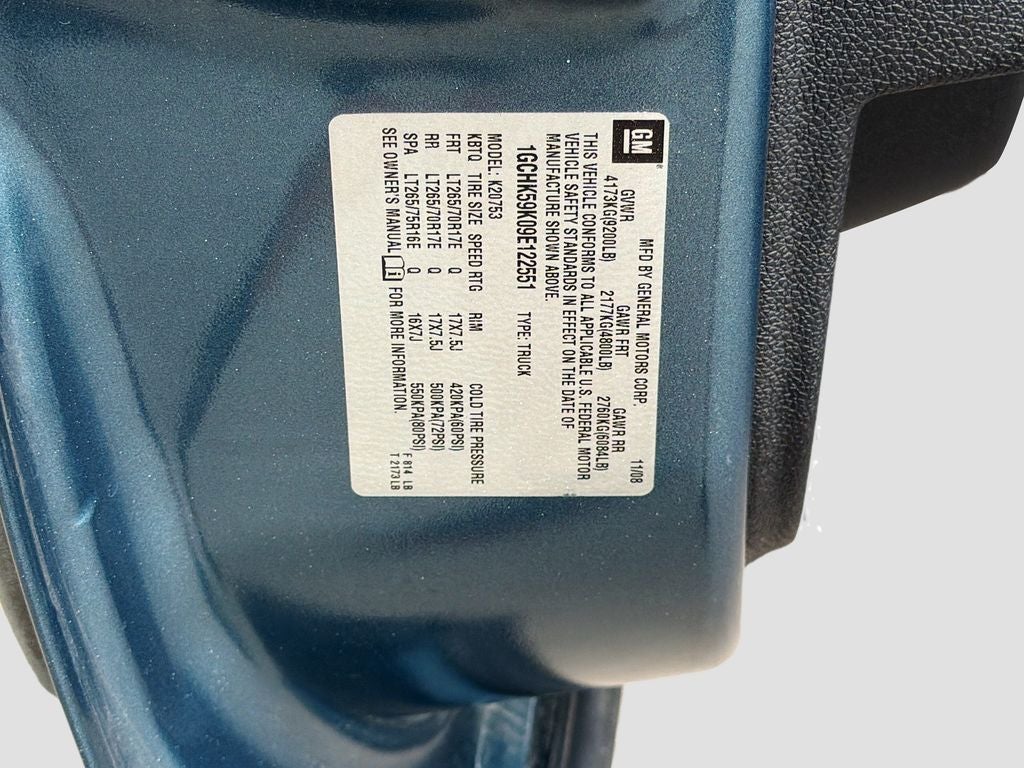 GM®
MFD BY GENERAL MOTORS CORP. 11/08
GVWR GAWR FRT GAWR RR
4173KG(9200LB) 2177KG(4800LB) 2760KG(6084LB)
THIS VEHICLE CONFORMS TO ALL APPLICABLE U.S. FEDERAL MOTOR
VEHICLE SAFETY STANDARDS IN EFFECT ON THE DATE OF
MANUFACTURE SHOWN ABOVE.
1GCHK59K09E122551 TYPE: TRUCK
MODEL: K20753
KBTQ TIRE SIZE SPEED RTG RIM COLD TIRE PRESSURE
FRT LT265/70R17E Q 17X7.5J 420KPA(60PSI)
RR LT265/70R17E Q 17X7.5J 500KPA(72PSI)
SPA LT265/75R16E Q 16X7J 550KPA(80PSI)
SEE OWNER'S MANUAL FOR MORE INFORMATION.
F 814 LB
T 2173 LB